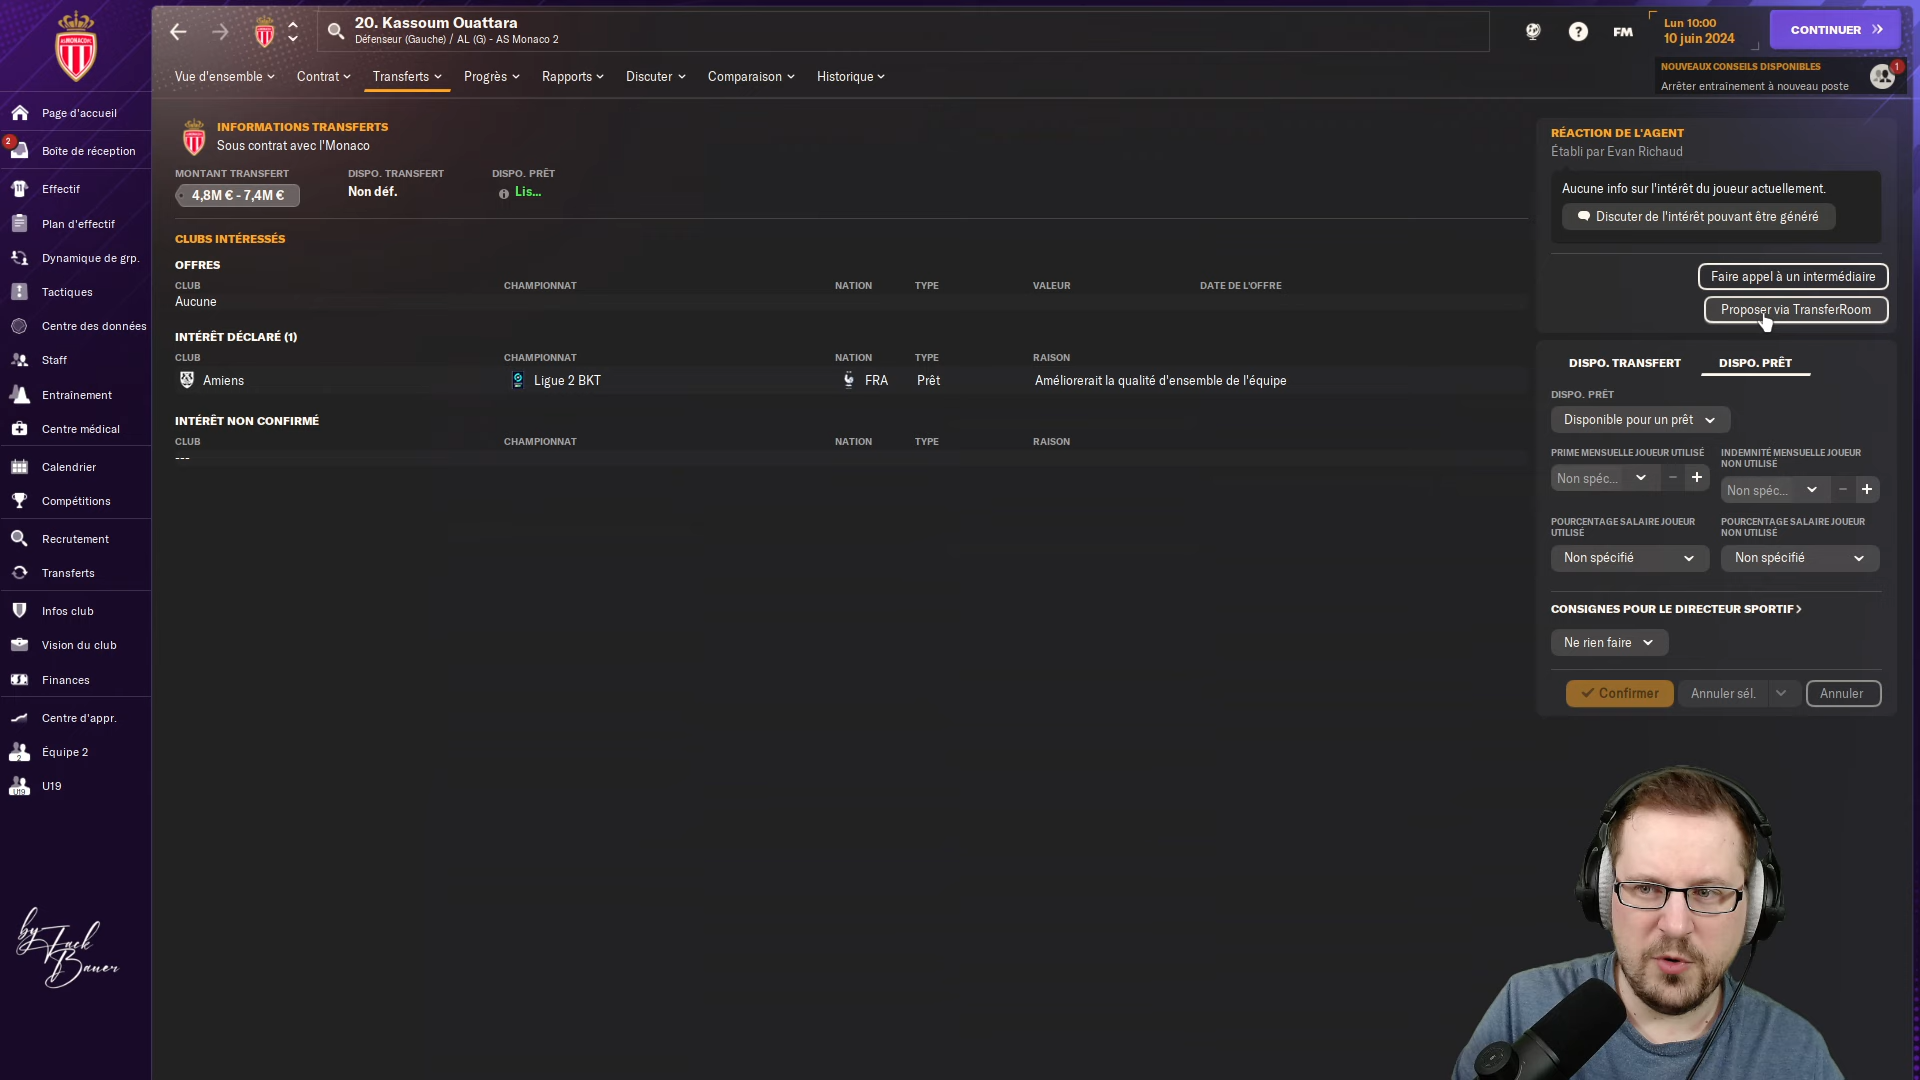 20. Kassoum Ouattara
Défenseur (Gauche) / AL (G) - AS Monaco 2
FM
Lun 10:00
10 juin 2024
CONTINUER
Vue d'ensemble
Contrat
Transferts
Progrès
Rapports
Discuter
Comparaison
Historique
NOUVEAUX CONSEILS DISPONIBLES
Arrêter entraînement à nouveau poste
1
Page d'accueil
2
Boîte de réception
Effectif
Plan d'effectif
Dynamique de grp.
Tactiques
Centre des données
Staff
Entraînement
Centre médical
Calendrier
Compétitions
Recrutement
Transferts
Infos club
Vision du club
Finances
Centre d'appr.
2
Équipe 2
U19
U19
by Jack
Bauer
INFORMATIONS TRANSFERTS
Sous contrat avec l'Monaco
MONTANT TRANSFERT
DISPO. TRANSFERT
DISPO. PRÊT
4,8M € - 7,4M €
Non déf.
Lis...
CLUBS INTÉRESSÉS
OFFRES
CLUB CHAMPIONNAT NATION TYPE VALEUR DATE DE L'OFFRE
Aucune
INTÉRÊT DÉCLARÉ (1)
CLUB CHAMPIONNAT NATION TYPE RAISON
Amiens Ligue 2 BKT FRA Prêt Améliorerait la qualité d'ensemble de l'équipe
INTÉRÊT NON CONFIRMÉ
CLUB CHAMPIONNAT NATION TYPE RAISON
---
RÉACTION DE L'AGENT
Établi par Evan Richaud
Aucune info sur l'intérêt du joueur actuellement.
Discuter de l'intérêt pouvant être généré
Faire appel à un intermédiaire
Proposer via TransferRoom
DISPO. TRANSFERT DISPO. PRÊT
DISPO. PRÊT
Disponible pour un prêt
PRIME MENSUELLE JOUEUR UTILISÉ
Non spéc...
INDEMNITÉ MENSUELLE JOUEUR
NON UTILISÉ
Non spéc...
POURCENTAGE SALAIRE JOUEUR
UTILISÉ
Non spécifié
POURCENTAGE SALAIRE JOUEUR
NON UTILISÉ
Non spécifié
CONSIGNES POUR LE DIRECTEUR SPORTIF
Ne rien faire
Confirmer
Annuler sél.
Annuler